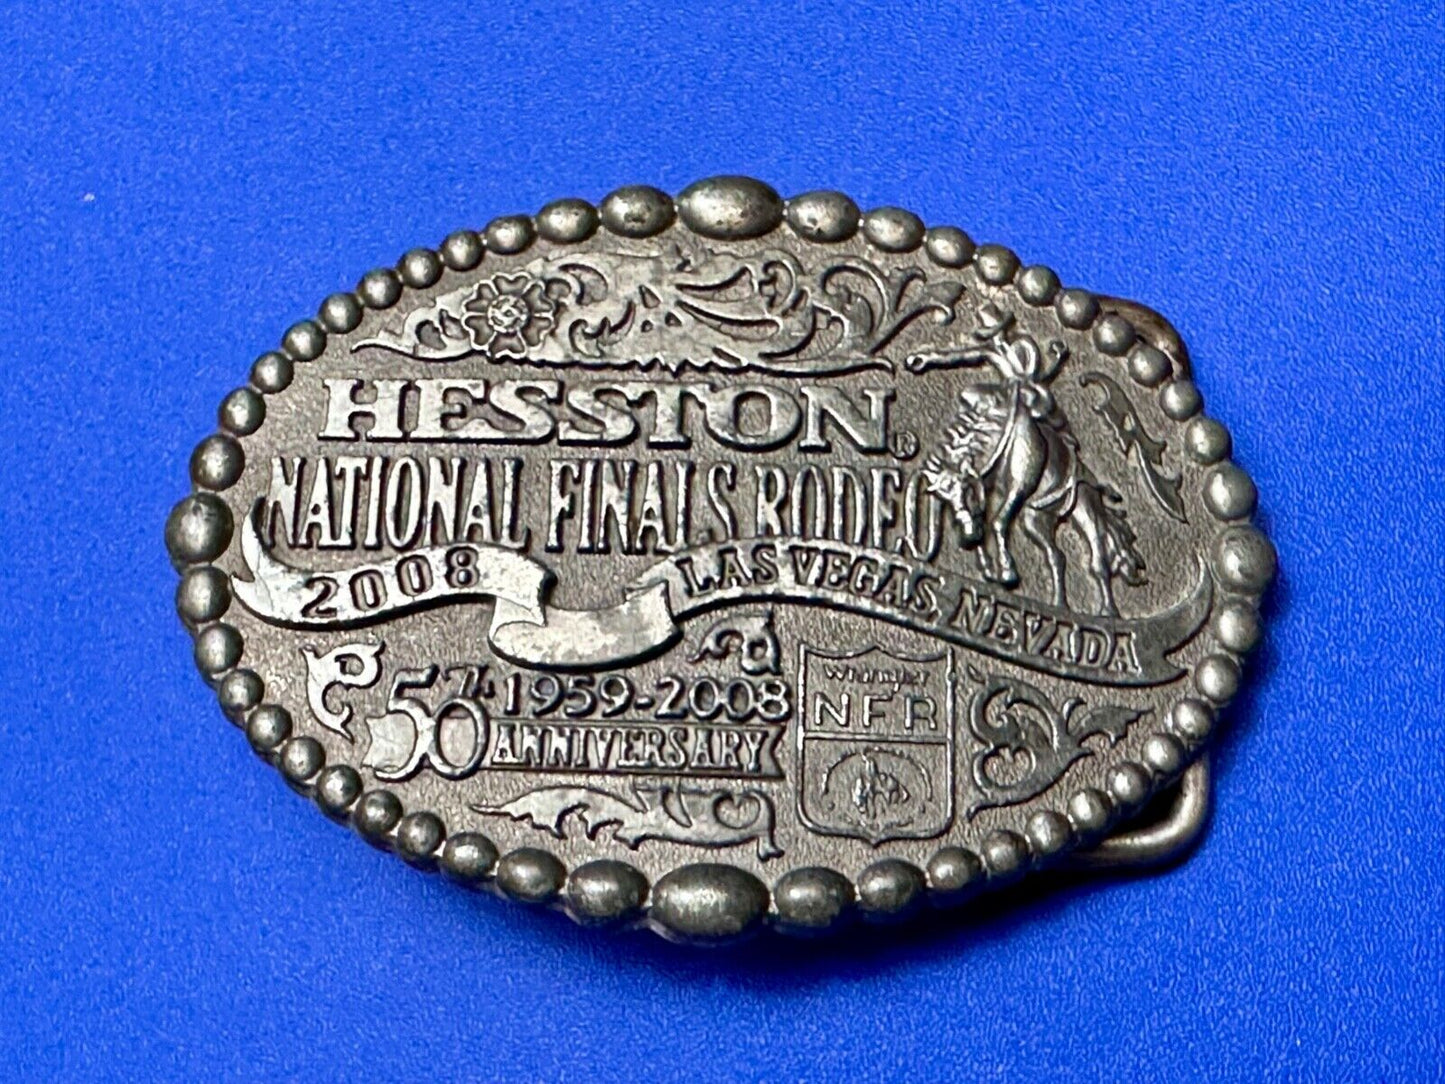 HESSTON®
NATIONAL FINALS RODEO
2008 LAS VEGAS, NEVADA
50TH 1959-2008
ANNIVERSARY
NFR